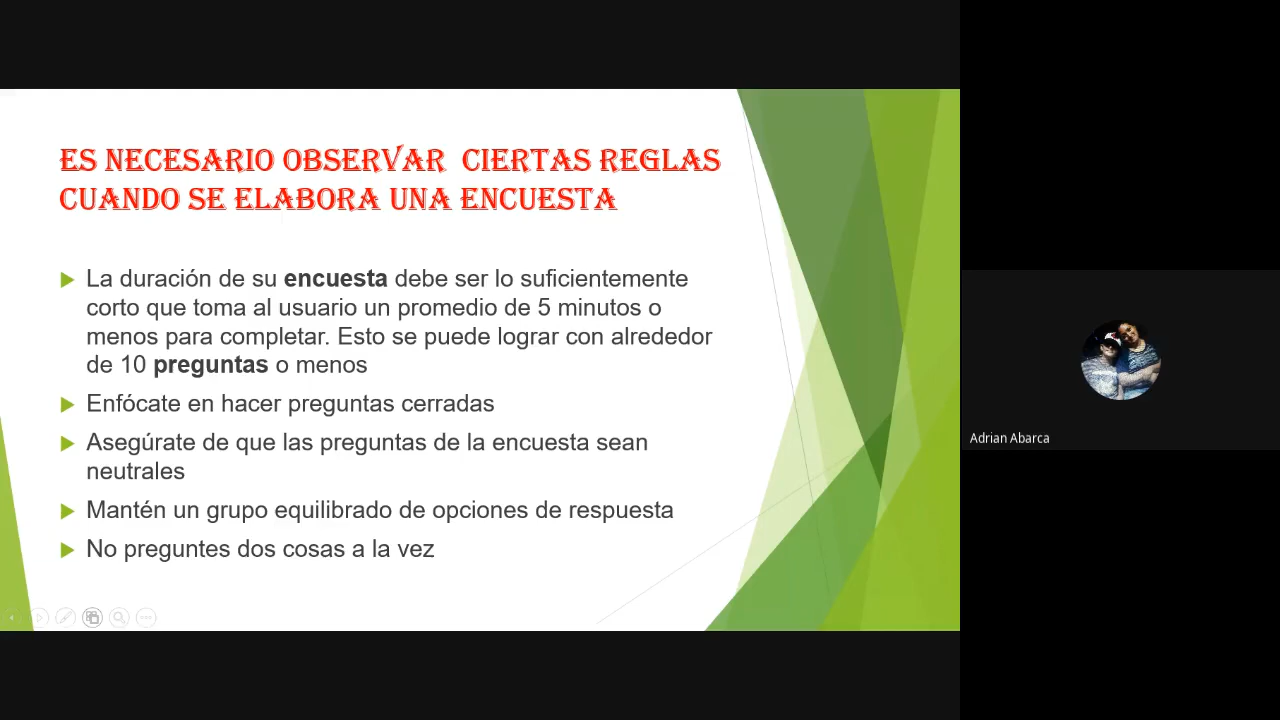 ES NECESARIO OBSERVAR CIERTAS REGLAS
CUANDO SE ELABORA UNA ENCUESTA
La duración de su encuesta debe ser lo suficientemente
corto que toma al usuario un promedio de 5 minutos o
menos para completar. Esto se puede lograr con alrededor
de 10 preguntas o menos
Enfócate en hacer preguntas cerradas
Asegúrate de que las preguntas de la encuesta sean
neutrales
Mantén un grupo equilibrado de opciones de respuesta
No preguntes dos cosas a la vez
Adrian Abarca